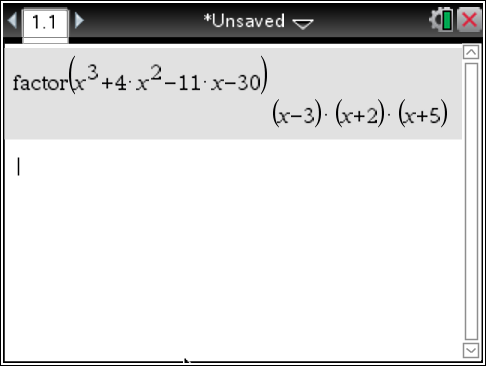 1.1
*Unsaved
factor(x³+4·x²−11·x−30)
(x−3)·(x+2)·(x+5)